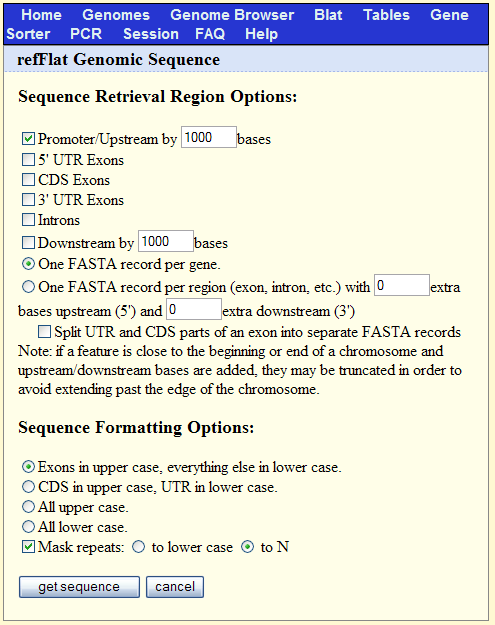 Home Genomes Genome Browser Blat Tables Gene
Sorter PCR Session FAQ Help
refFlat Genomic Sequence
Sequence Retrieval Region Options:
Promoter/Upstream by 1000 bases
5' UTR Exons
CDS Exons
3' UTR Exons
Introns
Downstream by 1000 bases
One FASTA record per gene.
One FASTA record per region (exon, intron, etc.) with 0 extra
bases upstream (5') and 0 extra downstream (3')
Split UTR and CDS parts of an exon into separate FASTA records
Note: if a feature is close to the beginning or end of a chromosome and
upstream/downstream bases are added, they may be truncated in order to
avoid extending past the edge of the chromosome.
Sequence Formatting Options:
Exons in upper case, everything else in lower case.
CDS in upper case, UTR in lower case.
All upper case.
All lower case.
Mask repeats: to lower case to N
get sequence cancel